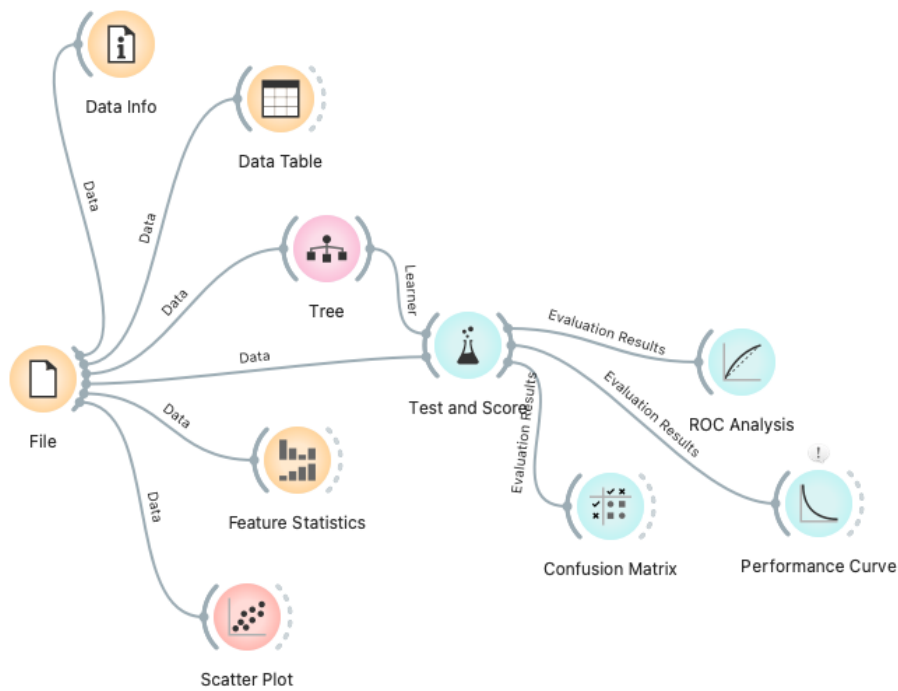 Data Info
Data Table
Data
Data
Tree
Learner
Data
Data
Evaluation Results
Test and Score
Evaluation Results
ROC Analysis
File
Data
Evaluation Results
!
Feature Statistics
Data
Confusion Matrix
Performance Curve
Scatter Plot